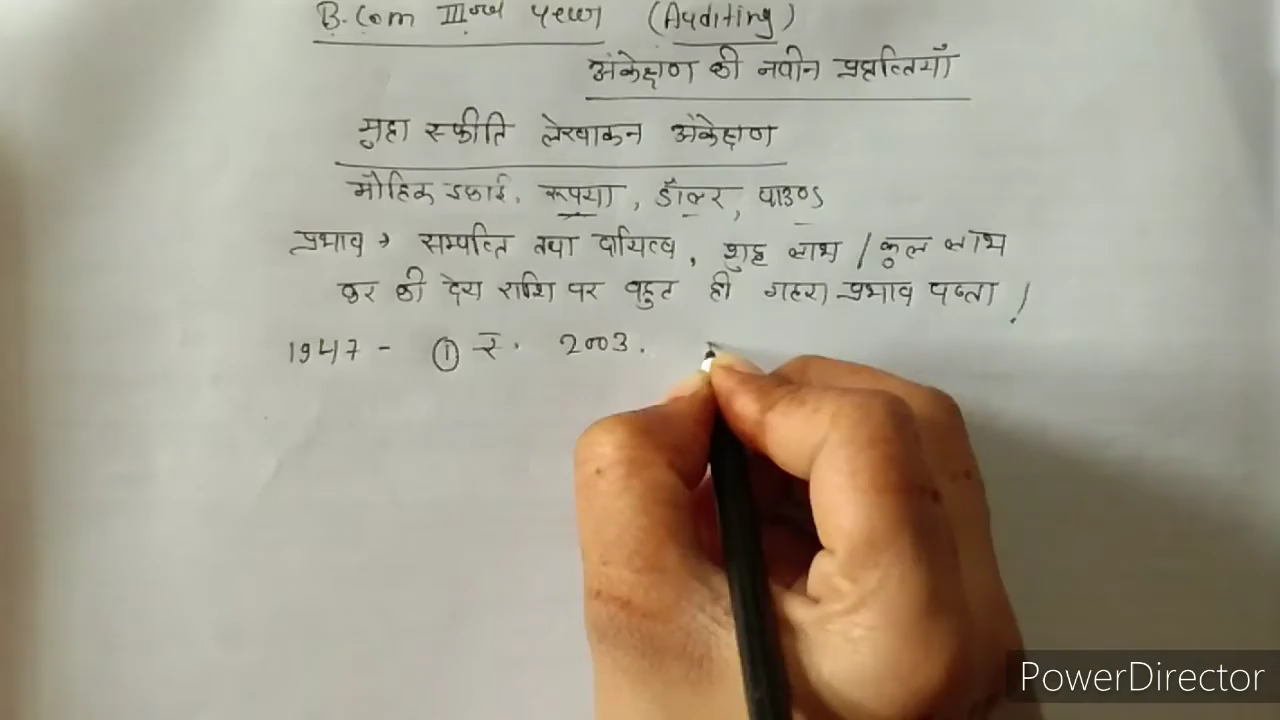 B.Com IIIrd year (Auditing)
अंकेक्षण की नवीन प्रवृत्तियाँ
मुद्रा स्फीति लेखाकन अंकेक्षण
मौद्रिक इकाई, रूपया, डॉलर, पाउण्ड
प्रभाव → सम्पत्ति तथा दायित्व, शुद्ध लाभ / कुल लाभ
कर की देय राशि पर बहुत ही गहरा प्रभाव पड़ता /
1947 - ① रु. 2003.
PowerDirector